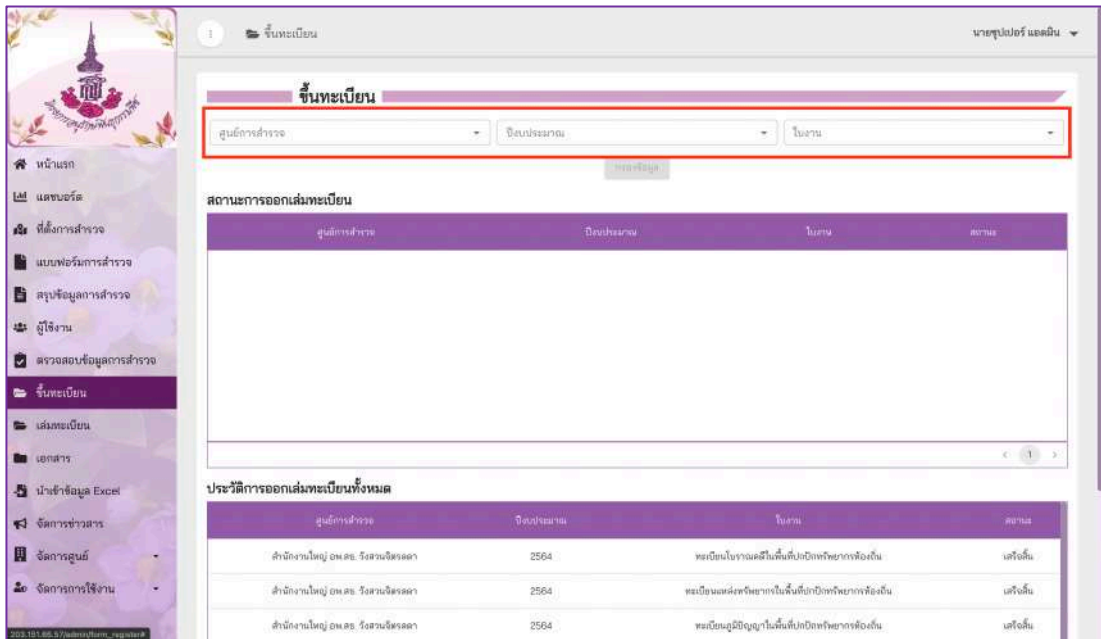 ขึ้นทะเบียน
นายซุปเปอร์ แอดมิน
ขึ้นทะเบียน
ศูนย์การสำรวจ
ปีงบประมาณ
ใบงาน
กรองข้อมูล
หน้าแรก
แดชบอร์ด
ที่ตั้งการสำรวจ
แบบฟอร์มการสำรวจ
สรุปข้อมูลการสำรวจ
ผู้ใช้งาน
ตรวจสอบข้อมูลการสำรวจ
ขึ้นทะเบียน
เล่มทะเบียน
เอกสาร
นำเข้าข้อมูล Excel
จัดการข่าวสาร
จัดการศูนย์
จัดการการใช้งาน
203.151.66.57/admin/form_register#
สถานะการออกเล่มทะเบียน
ศูนย์การสำรวจ ปีงบประมาณ ใบงาน สถานะ
1
ประวัติการออกเล่มทะเบียนทั้งหมด
ศูนย์การสำรวจ ปีงบประมาณ ใบงาน สถานะ
สำนักงานใหญ่ อพ.สธ. วังสวนจิตรลดา 2564 ทะเบียนโบราณคดีในพื้นที่ปกปักทรัพยากรท้องถิ่น เสร็จสิ้น
สำนักงานใหญ่ อพ.สธ. วังสวนจิตรลดา 2564 ทะเบียนแหล่งทรัพยากรในพื้นที่ปกปักทรัพยากรท้องถิ่น เสร็จสิ้น
สำนักงานใหญ่ อพ.สธ. วังสวนจิตรลดา 2564 ทะเบียนภูมิปัญญาในพื้นที่ปกปักทรัพยากรท้องถิ่น เสร็จสิ้น